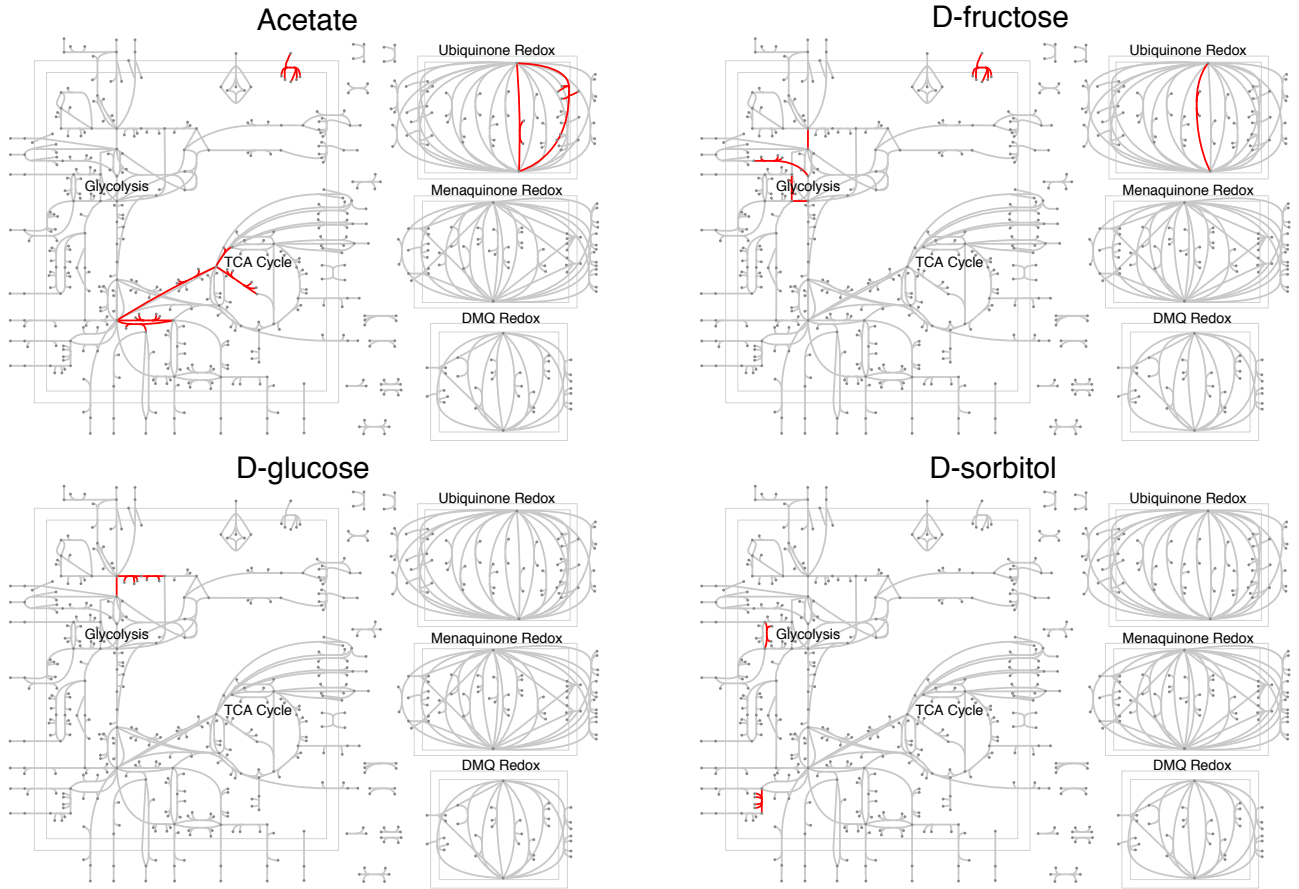 Acetate
D-fructose
Ubiquinone Redox
Ubiquinone Redox
Glycolysis
Menaquinone Redox
Glycolysis
Menaquinone Redox
TCA Cycle
TCA Cycle
DMQ Redox
DMQ Redox
D-glucose
D-sorbitol
Ubiquinone Redox
Ubiquinone Redox
Glycolysis
Menaquinone Redox
Glycolysis
Menaquinone Redox
TCA Cycle
TCA Cycle
DMQ Redox
DMQ Redox